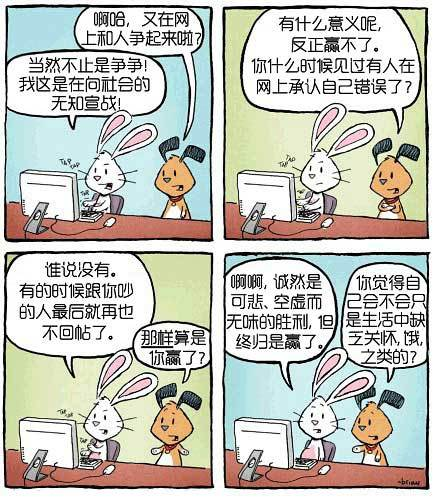 啊哈，又在网
上和人争起来啦？
当然不止是争争！
我这是在向社会的
无知宣战！
TAP
TAP
TAP
有什么意义呢，
反正赢不了。
你什么时候见过有人在
网上承认自己错误了？
TAP
TAP
谁说没有。
有的时候跟你吵
的人最后就再也
不回帖了。
那样算是
你赢了？
TAP
TAP
啊啊，诚然是
可悲、空虚而
无味的胜利，但
终归是赢了。
你觉得自
己会不会只
是生活中缺
乏关怀，饿，
之类的？
-brian